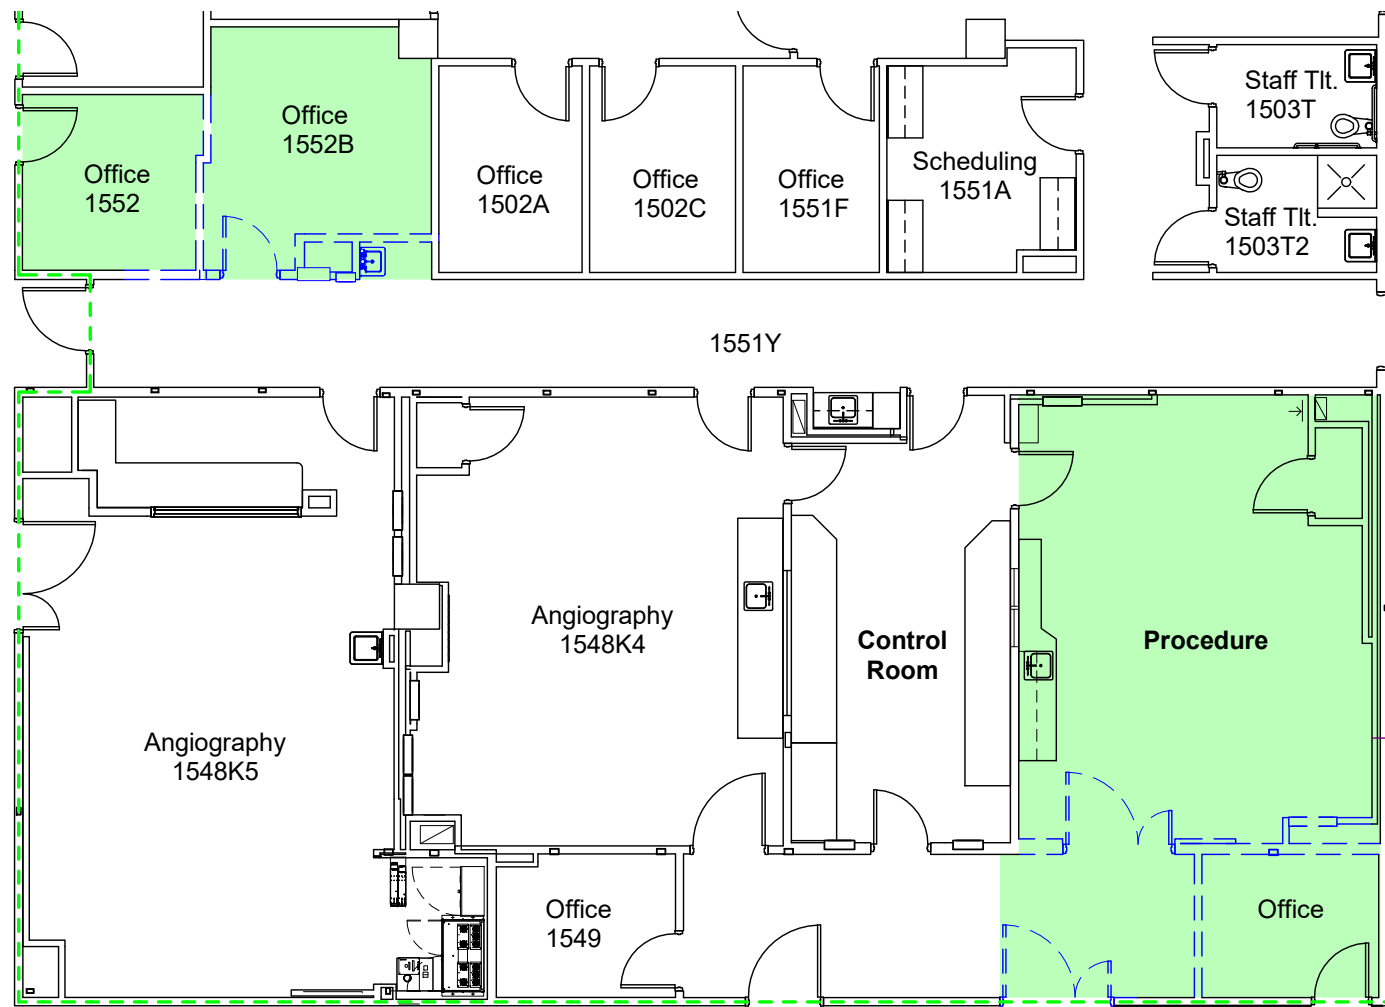 Staff Tlt.
1503T
Office
1552B
Office
1552
Office
1502A
Office
1502C
Office
1551F
Scheduling
1551A
Staff Tlt.
1503T2
1551Y
Angiography
1548K4
Control
Room
Procedure
Angiography
1548K5
Office
1549
Office